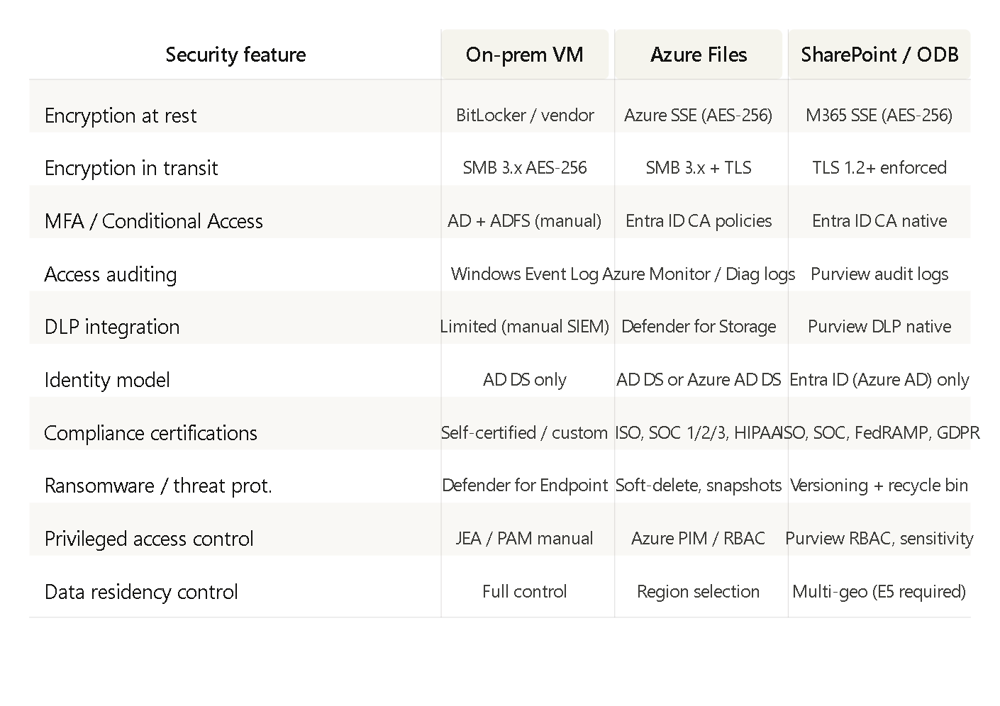 Security feature On-prem VM Azure Files SharePoint / ODB
Encryption at rest BitLocker / vendor Azure SSE (AES-256) M365 SSE (AES-256)
Encryption in transit SMB 3.x AES-256 SMB 3.x + TLS TLS 1.2+ enforced
MFA / Conditional Access AD + ADFS (manual) Entra ID CA policies Entra ID CA native
Access auditing Windows Event Log Azure Monitor / Diag logs Purview audit logs
DLP integration Limited (manual SIEM) Defender for Storage Purview DLP native
Identity model AD DS only AD DS or Azure AD DS Entra ID (Azure AD) only
Compliance certifications Self-certified / custom ISO, SOC 1/2/3, HIPAA ISO, SOC, FedRAMP, GDPR
Ransomware / threat prot. Defender for Endpoint Soft-delete, snapshots Versioning + recycle bin
Privileged access control JEA / PAM manual Azure PIM / RBAC Purview RBAC, sensitivity
Data residency control Full control Region selection Multi-geo (E5 required)